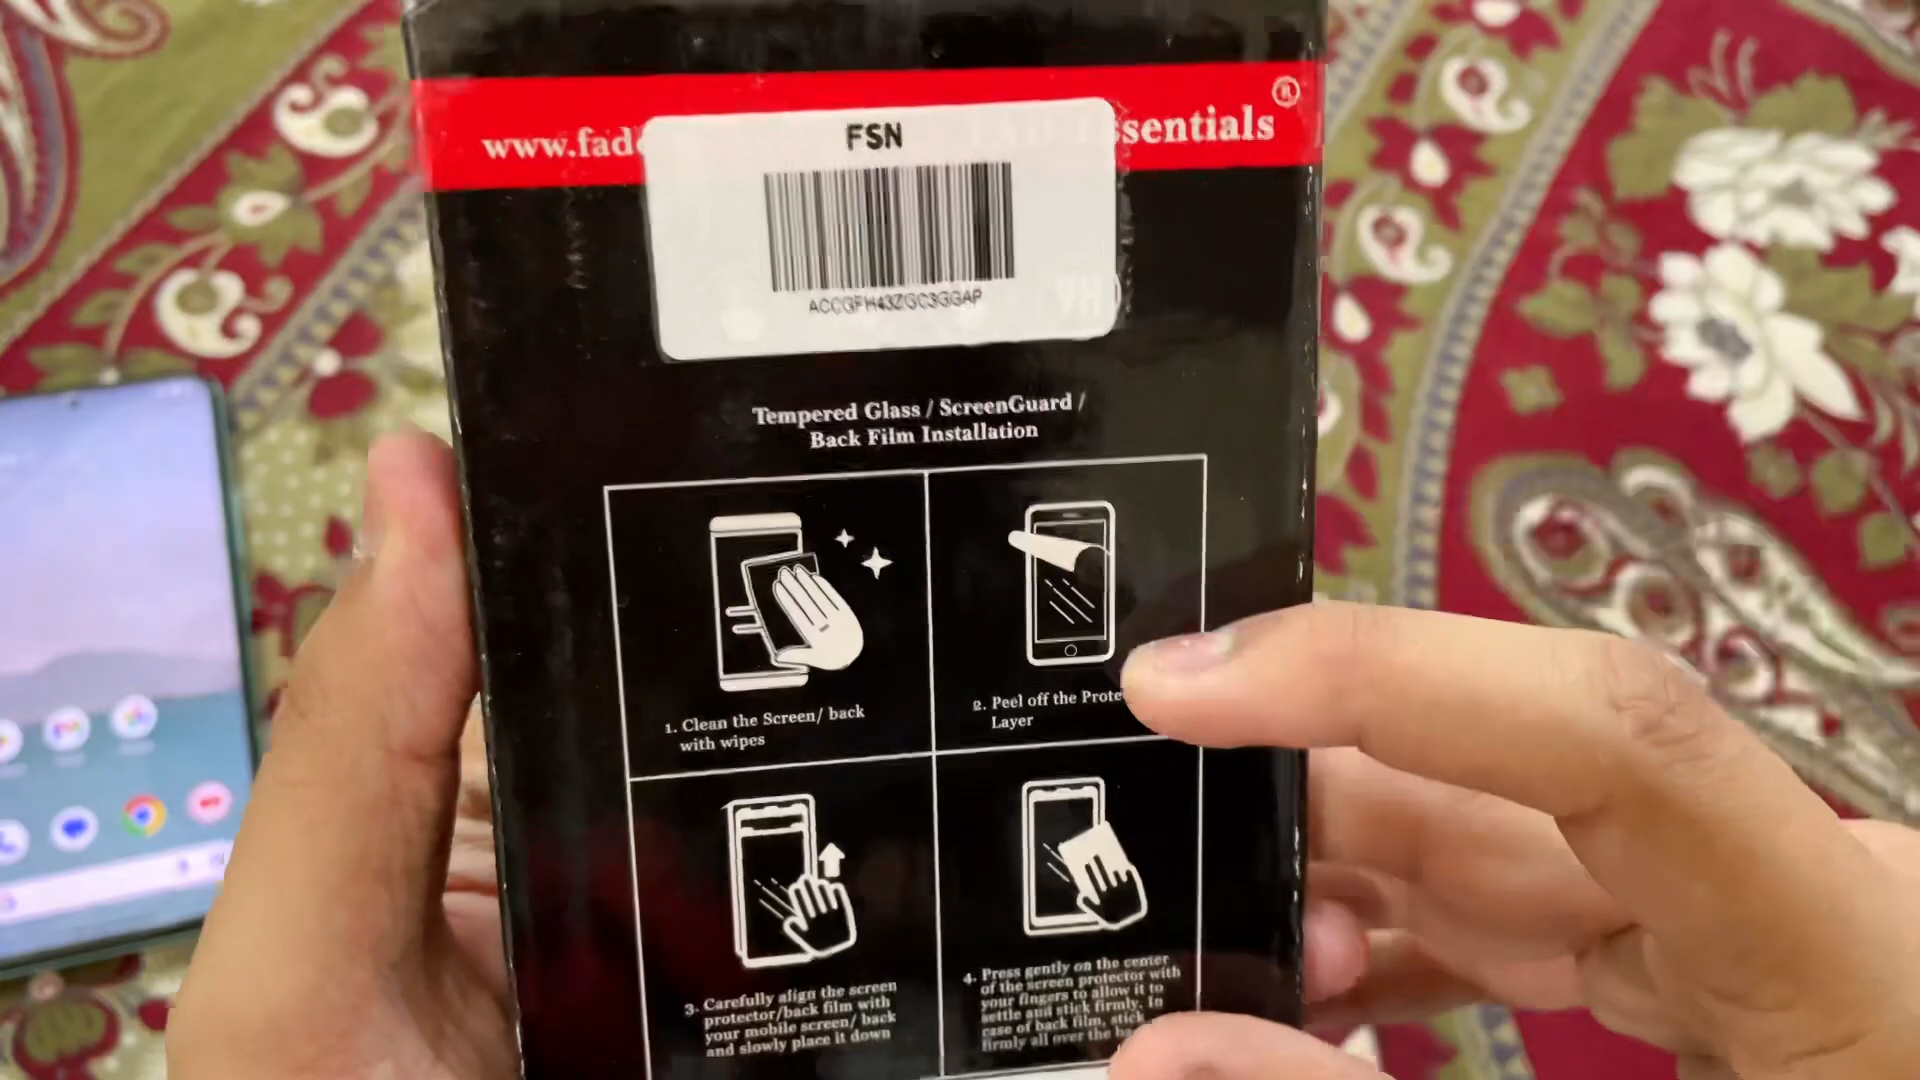 www.fad
ssentials®
FSN
ACCGFH43ZGC3GGAP
9H
Tempered Glass / ScreenGuard /
Back Film Installation
1. Clean the Screen/ back
with wipes
2. Peel off the Prote
Layer
3. Carefully align the screen
protector/back film with
your mobile screen/ back
and slowly place it down
4. Press gently on the center
of the screen protector with
your fingers to allow it to
settle and stick firmly. In
case of back film, stick
firmly all over the ba